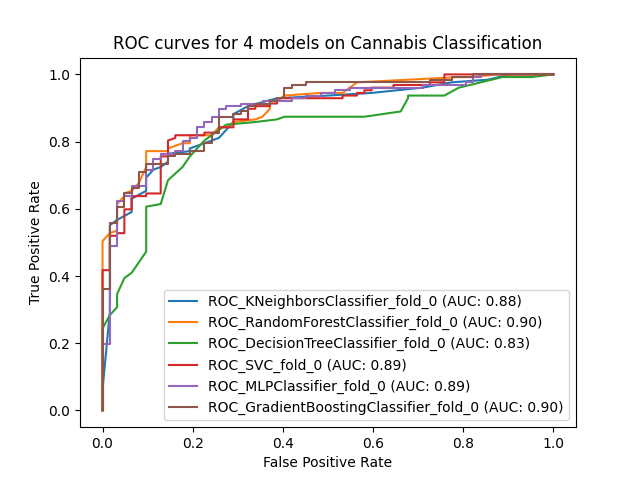 ROC curves for 4 models on Cannabis Classification
1.0
0.8
0.6
0.4
0.2
0.0
True Positive Rate
ROC_KNeighborsClassifier_fold_0 (AUC: 0.88)
ROC_RandomForestClassifier_fold_0 (AUC: 0.90)
ROC_DecisionTreeClassifier_fold_0 (AUC: 0.83)
ROC_SVC_fold_0 (AUC: 0.89)
ROC_MLPClassifier_fold_0 (AUC: 0.89)
ROC_GradientBoostingClassifier_fold_0 (AUC: 0.90)
0.0 0.2 0.4 0.6 0.8 1.0
False Positive Rate